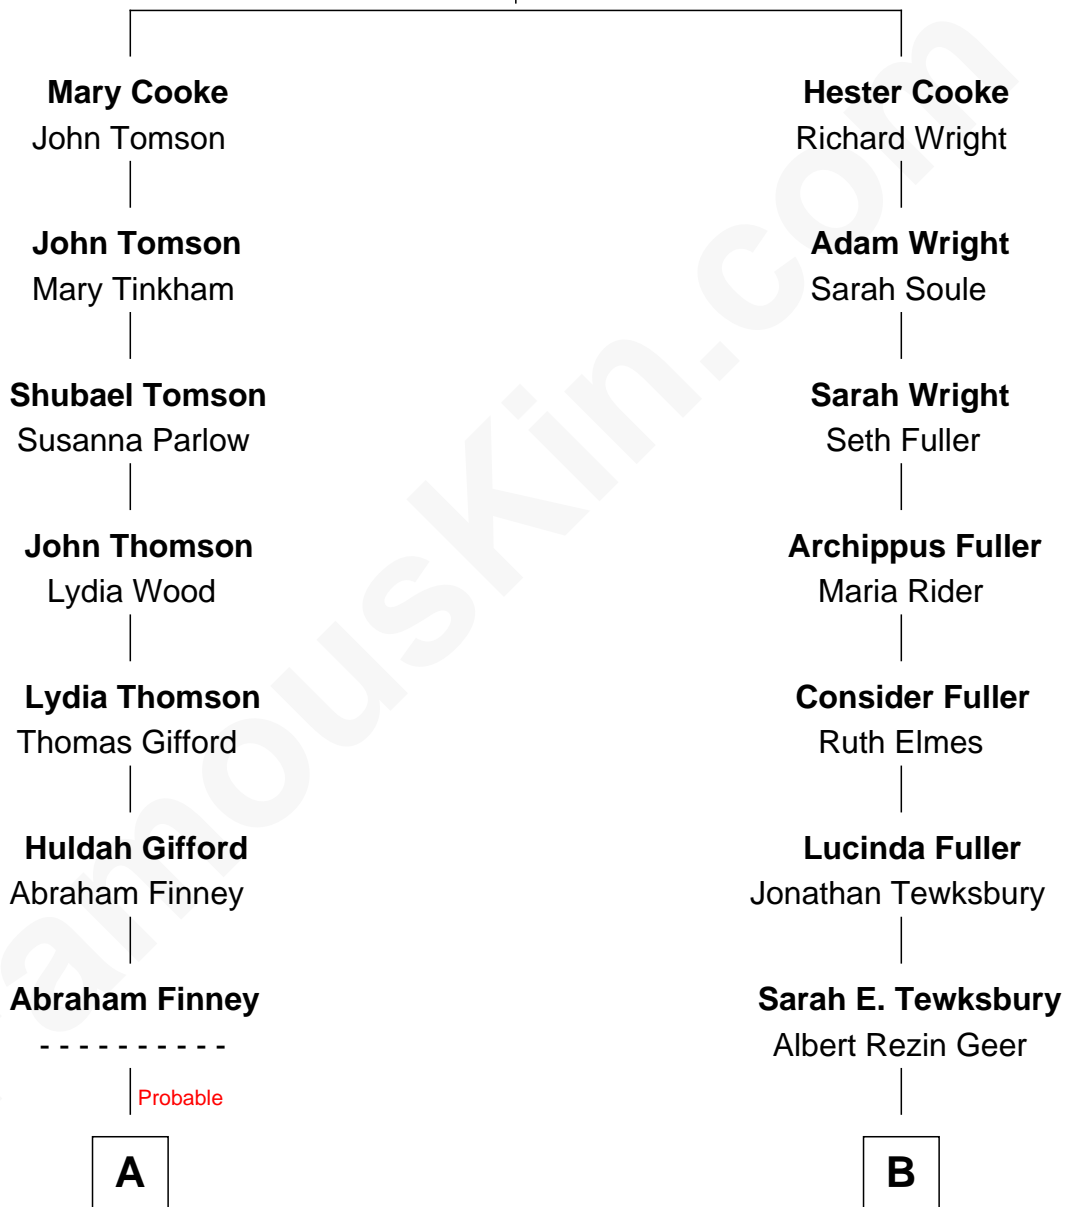 Mary Cooke
John Tomson
John Tomson
Mary Tinkham
Shubael Tomson
Susanna Parlow
John Thomson
Lydia Wood
Lydia Thomson
Thomas Gifford
Huldah Gifford
Abraham Finney
Abraham Finney
- - - - - - - - - -
Probable
A
Hester Cooke
Richard Wright
Adam Wright
Sarah Soule
Sarah Wright
Seth Fuller
Archippus Fuller
Maria Rider
Consider Fuller
Ruth Elmes
Lucinda Fuller
Jonathan Tewksbury
Sarah E. Tewksbury
Albert Rezin Geer
B
amousKin.com